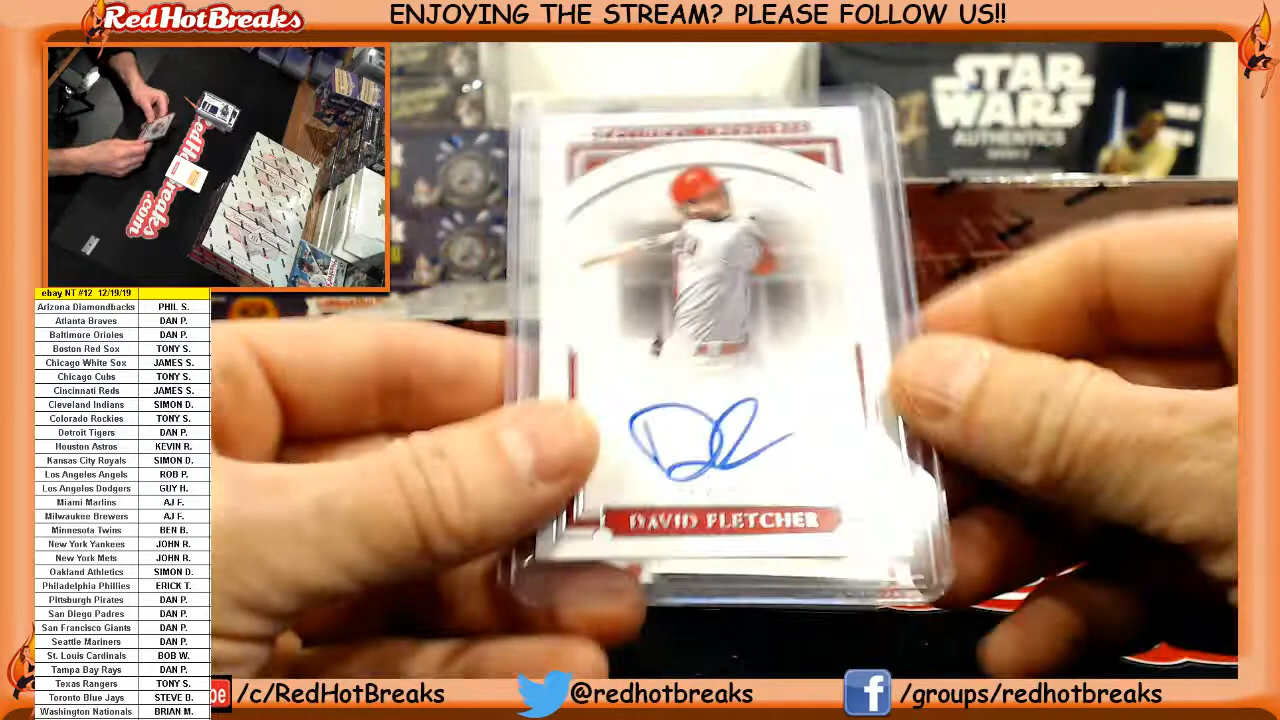 RedHotBreaks
ENJOYING THE STREAM? PLEASE FOLLOW US!!
STAR
WARS
AUTHENTICS
DAVID FLETCHER
ebay NT #12 12/19/19
Arizona Diamondbacks PHIL S.
Atlanta Braves DAN P.
Baltimore Orioles DAN P.
Boston Red Sox TONY S.
Chicago White Sox JAMES S.
Chicago Cubs TONY S.
Cincinnati Reds JAMES S.
Cleveland Indians SIMON D.
Colorado Rockies TONY S.
Detroit Tigers DAN P.
Houston Astros KEVIN R.
Kansas City Royals SIMON D.
Los Angeles Angels ROB P.
Los Angeles Dodgers GUY H.
Miami Marlins AJ F.
Milwaukee Brewers AJ F.
Minnesota Twins BEN B.
New York Yankees JOHN R.
New York Mets JOHN R.
Oakland Athletics SIMON D.
Philadelphia Phillies ERICK T.
Pittsburgh Pirates DAN P.
San Diego Padres DAN P.
San Francisco Giants DAN P.
Seattle Mariners DAN P.
St. Louis Cardinals BOB W.
Tampa Bay Rays DAN P.
Texas Rangers TONY S.
Toronto Blue Jays STEVE B.
Washington Nationals BRIAN M.
/c/RedHotBreaks
@redhotbreaks
/groups/redhotbreaks